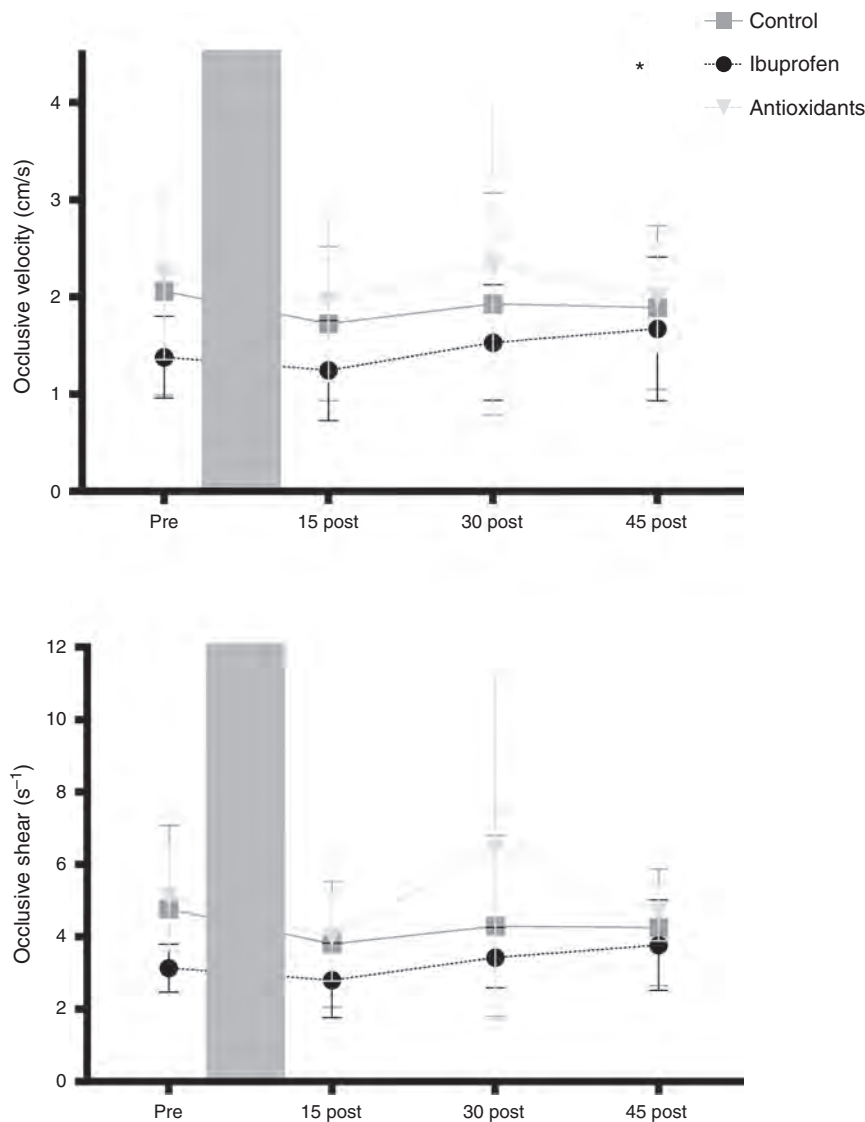 Control
* Ibuprofen
Antioxidants
Occlusive velocity (cm/s)
4
3
2
1
0
Pre 15 post 30 post 45 post
Occlusive shear (s⁻¹)
12
10
8
6
4
2
0
Pre 15 post 30 post 45 post